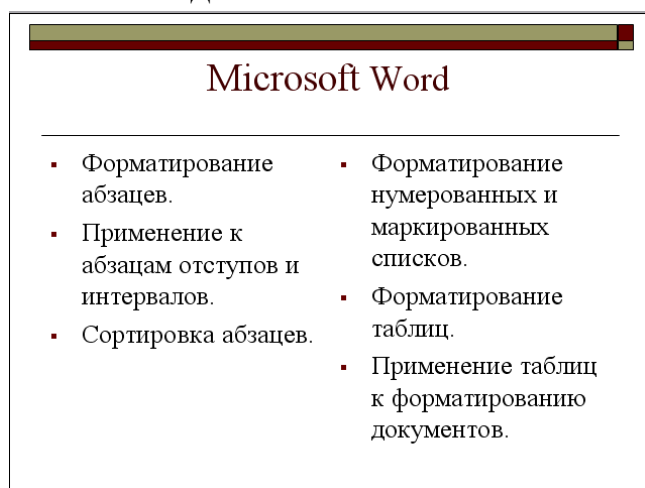 Microsoft Word
Форматирование
абзацев.
Применение к
абзацам отступов и
интервалов.
Сортировка абзацев.
Форматирование
нумерованных и
маркированных
списков.
Форматирование
таблиц.
Применение таблиц
к форматированию
документов.